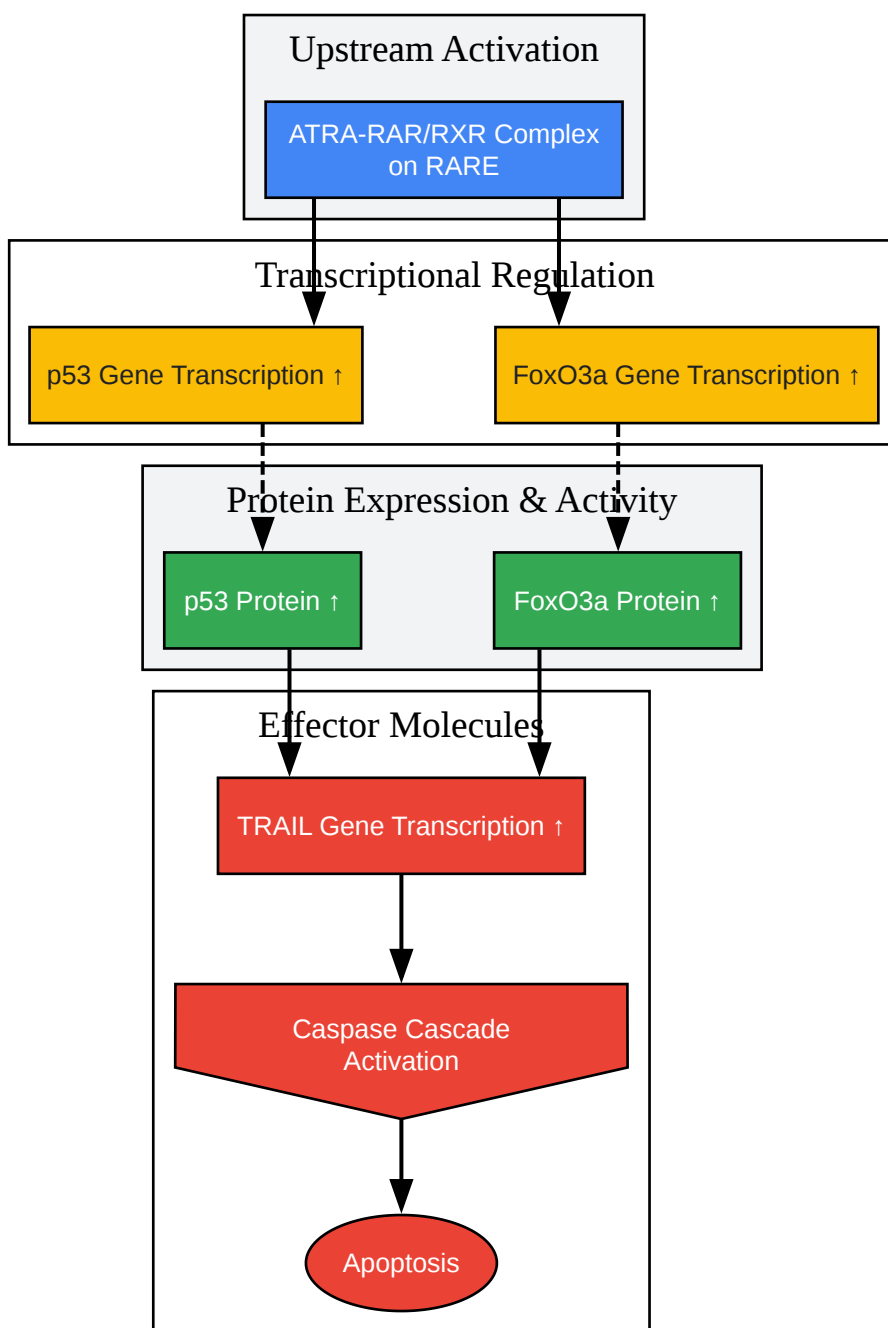 Upstream Activation
ATRA-RAR/RXR Complex
on RARE
Transcriptional Regulation
p53 Gene Transcription ↑
FoxO3a Gene Transcription ↑
Protein Expression & Activity
p53 Protein ↑
FoxO3a Protein ↑
Effector Molecules
TRAIL Gene Transcription ↑
Caspase Cascade
Activation
Apoptosis